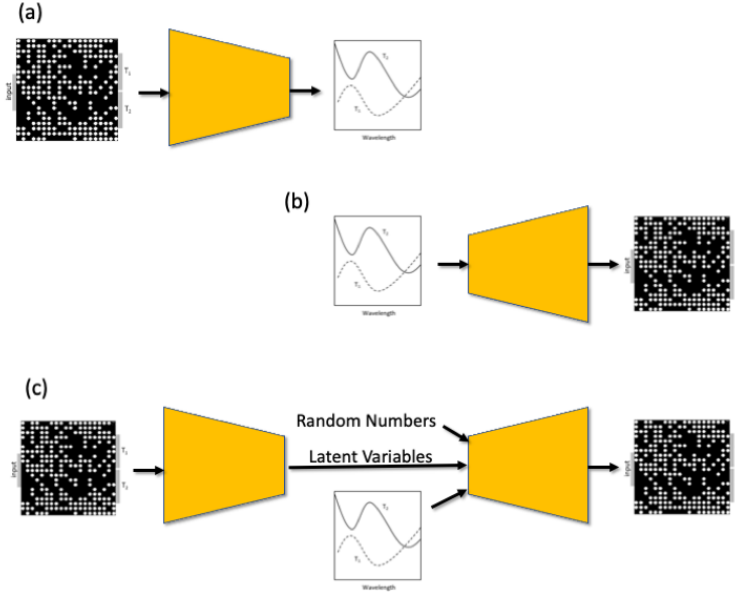 (a)
Input
T₁
T₂
T₁
T₂
Wavelength
(b)
T₁
T₂
Wavelength
Input
(c)
Input
T₁
T₂
Random Numbers
Latent Variables
T₁
T₂
Wavelength
Input